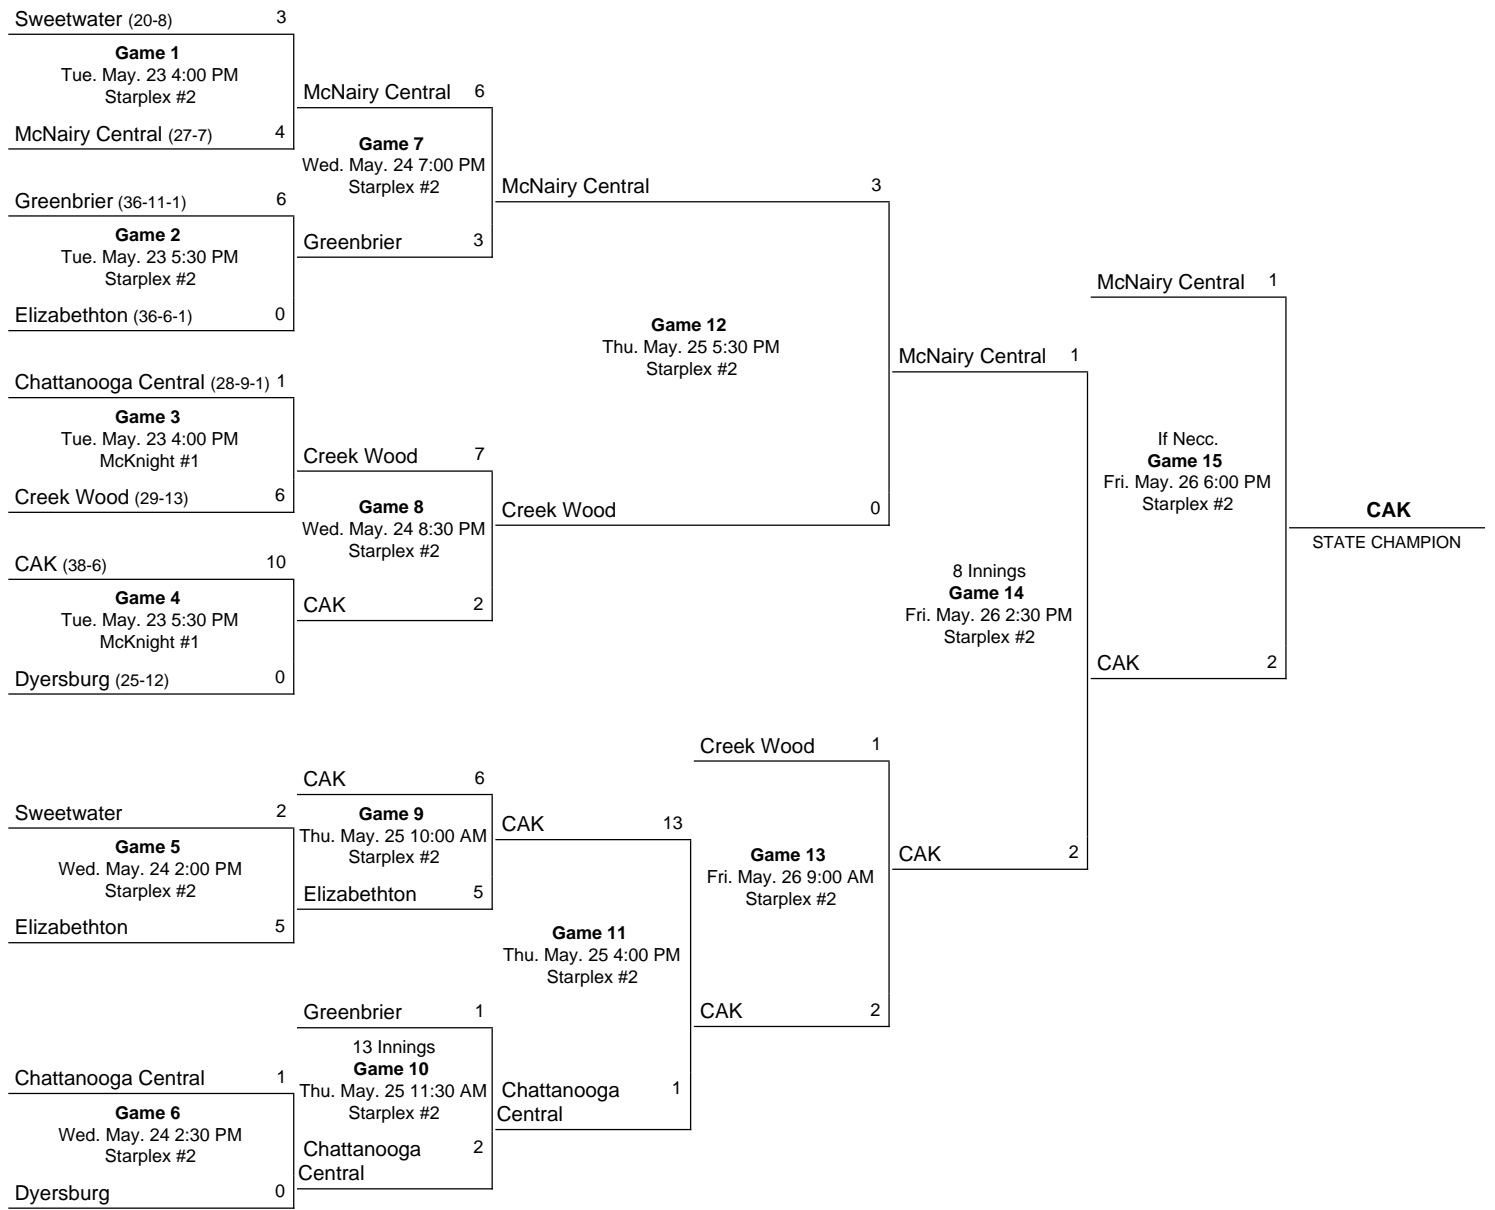 Sweetwater (20-8) 3
Game 1
Tue. May. 23 4:00 PM
Starplex #2
McNairy Central (27-7) 4
Greenbrier (36-11-1) 6
Game 2
Tue. May. 23 5:30 PM
Starplex #2
Elizabethton (36-6-1) 0
Chattanooga Central (28-9-1) 1
Game 3
Tue. May. 23 4:00 PM
McKnight #1
Creek Wood (29-13) 6
CAK (38-6) 10
Game 4
Tue. May. 23 5:30 PM
McKnight #1
Dyersburg (25-12) 0
McNairy Central 6
Game 7
Wed. May. 24 7:00 PM
Starplex #2
Greenbrier 3
Creek Wood 7
Game 8
Wed. May. 24 8:30 PM
Starplex #2
CAK 2
McNairy Central 3
Game 12
Thu. May. 25 5:30 PM
Starplex #2
Creek Wood 0
Sweetwater 2
Game 5
Wed. May. 24 2:00 PM
Starplex #2
Elizabethton 5
Chattanooga Central 1
Game 6
Wed. May. 24 2:30 PM
Starplex #2
Dyersburg 0
CAK 6
Game 9
Thu. May. 25 10:00 AM
Starplex #2
Elizabethton 5
Greenbrier 1
13 Innings
Game 10
Thu. May. 25 11:30 AM
Starplex #2
Chattanooga 2
Central
CAK 13
Game 11
Thu. May. 25 4:00 PM
Starplex #2
Chattanooga 1
Central
Creek Wood 1
Game 13
Fri. May. 26 9:00 AM
Starplex #2
CAK 2
McNairy Central 1
8 Innings
Game 14
Fri. May. 26 2:30 PM
Starplex #2
CAK 2
McNairy Central 1
If Necc.
Game 15
Fri. May. 26 6:00 PM
Starplex #2
CAK 2
CAK
STATE CHAMPION